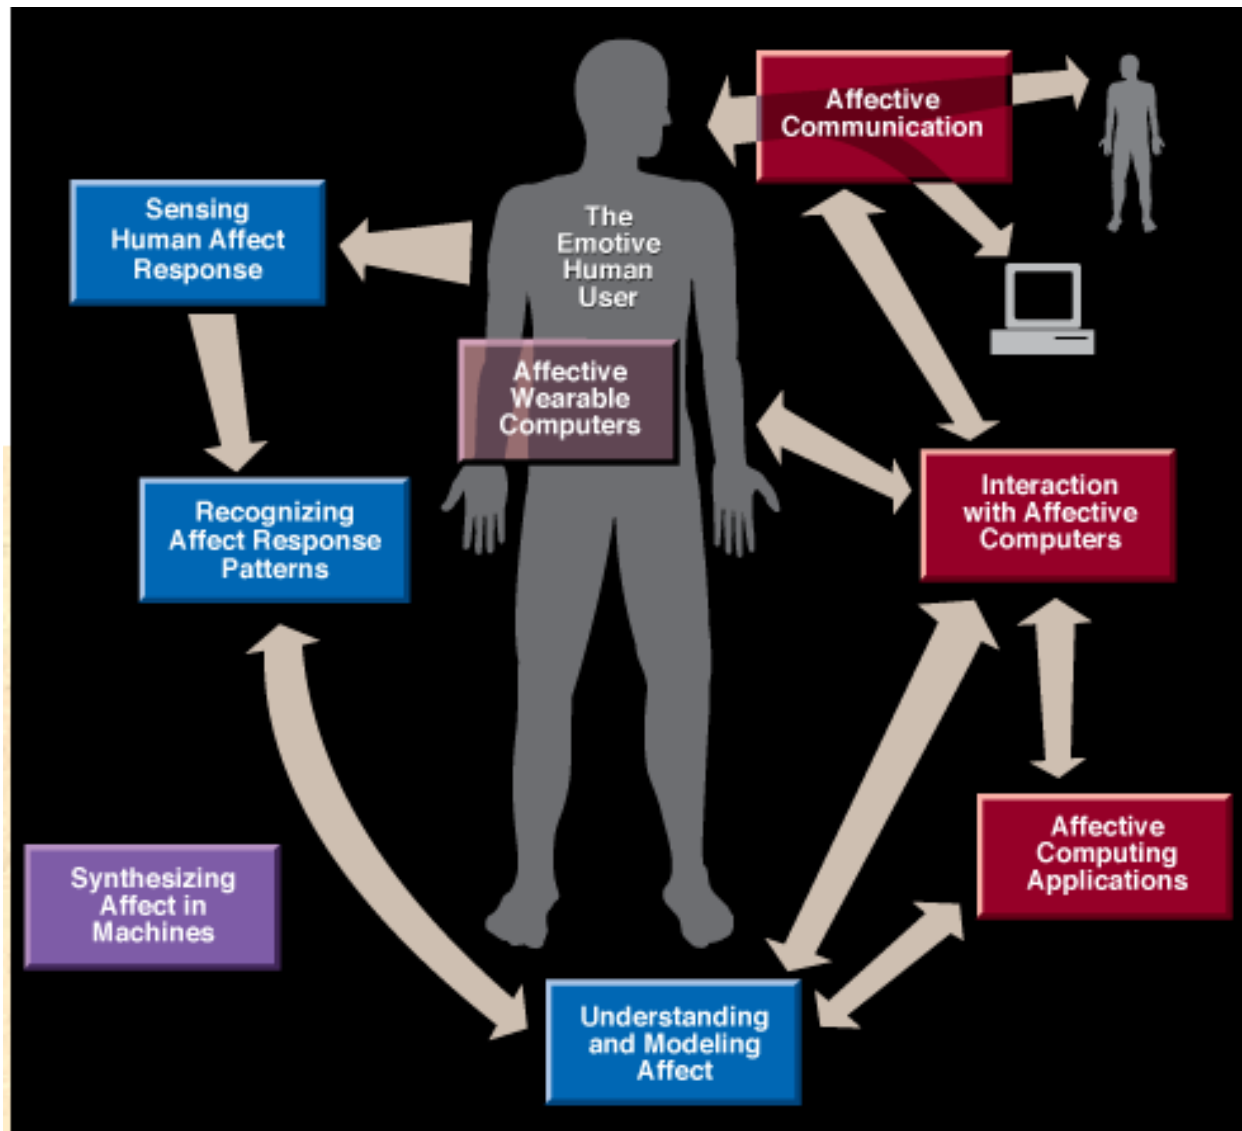 Affective
Communication
Sensing
Human Affect
Response
The
Emotive
Human
User
Affective
Wearable
Computers
Recognizing
Affect Response
Patterns
Interaction
with Affective
Computers
Affective
Computing
Applications
Synthesizing
Affect in
Machines
Understanding
and Modeling
Affect